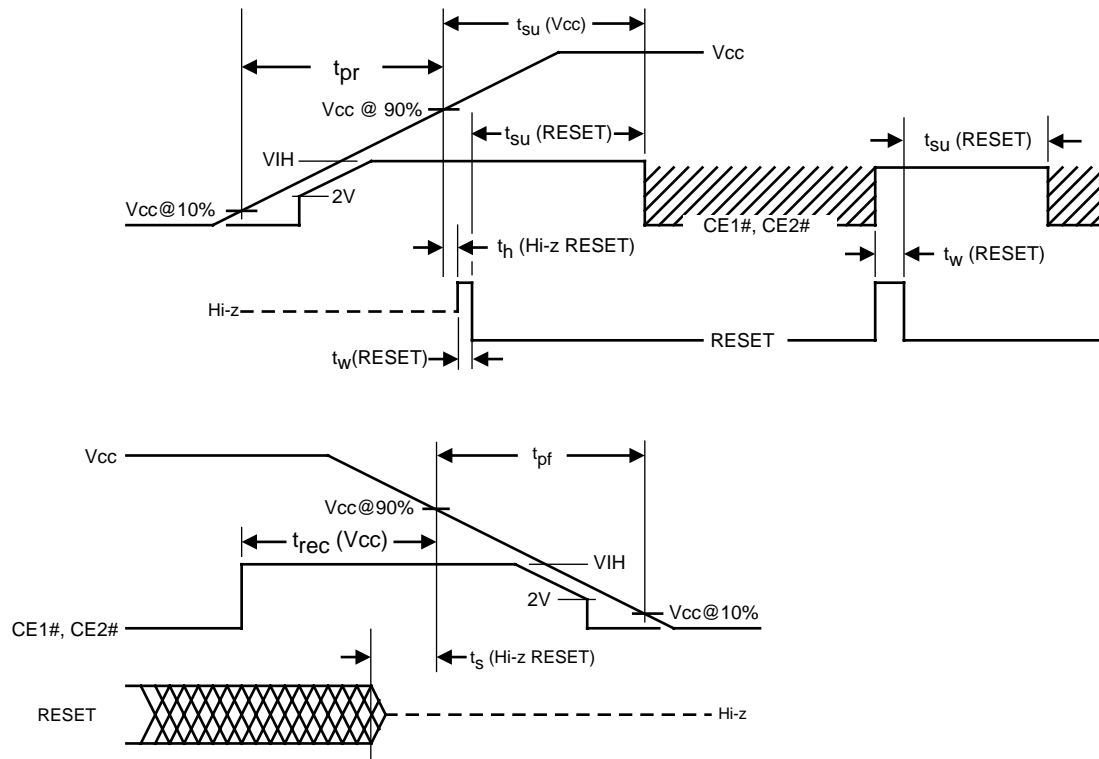 tsu (Vcc)
Vcc
tpr
Vcc @ 90%
tsu (RESET)
tsu (RESET)
VIH
2V
Vcc@10%
CE1#, CE2#
th (Hi-z RESET)
tw (RESET)
Hi-z
RESET
tw(RESET)
Vcc
tpf
Vcc@90%
trec (Vcc)
VIH
2V
Vcc@10%
CE1#, CE2#
ts (Hi-z RESET)
RESET
Hi-z